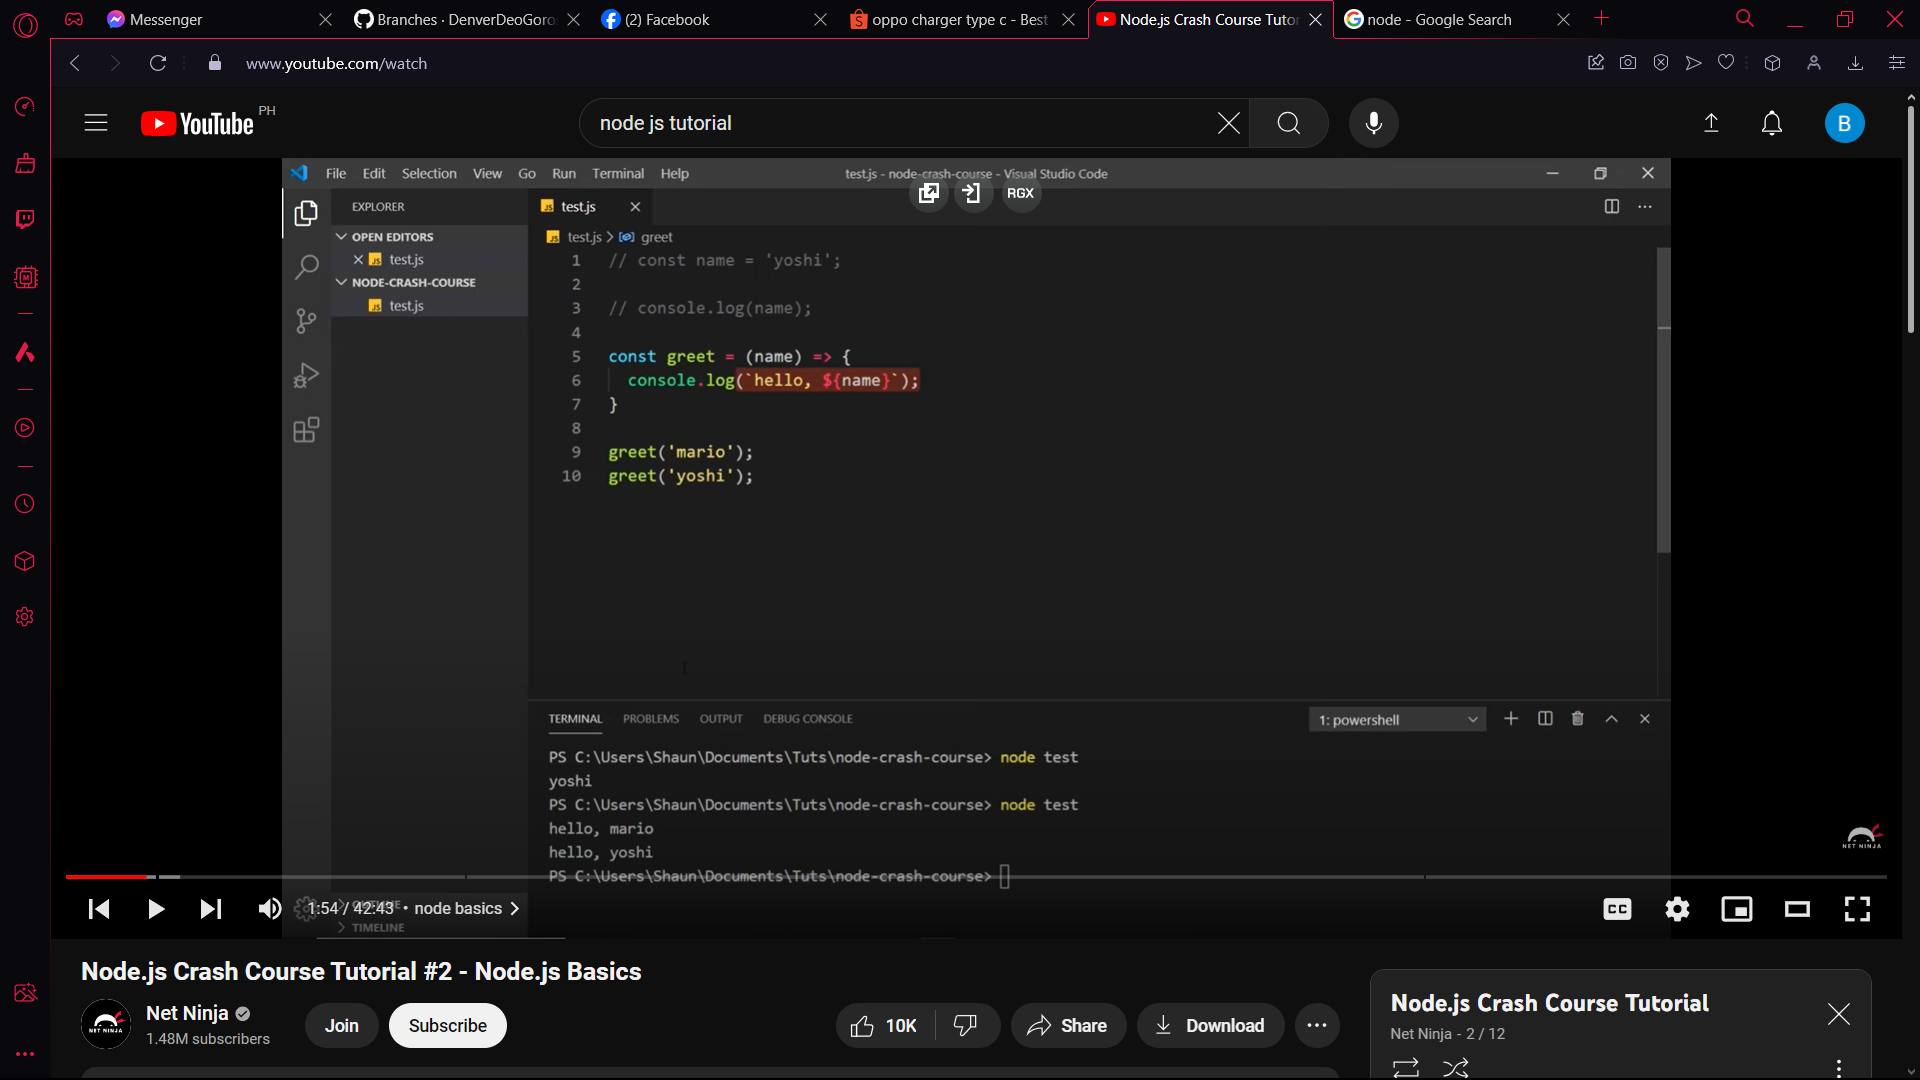 Messenger
Branches · DenverDeoGoro
(2) Facebook
oppo charger type c - Best
Node.js Crash Course Tutor
node - Google Search
www.youtube.com/watch
YouTube PH
node js tutorial
B
File Edit Selection View Go Run Terminal Help
test.js - node-crash-course - Visual Studio Code
RGX
EXPLORER
OPEN EDITORS
test.js
NODE-CRASH-COURSE
test.js
test.js
test.js > greet
1 // const name = 'yoshi';
2
3 // console.log(name);
4
5 const greet = (name) => {
6 console.log(`hello, ${name}`);
7 }
8
9 greet('mario');
10 greet('yoshi');
TERMINAL PROBLEMS OUTPUT DEBUG CONSOLE
1: powershell
PS C:\Users\Shaun\Documents\Tuts\node-crash-course> node test
yoshi
PS C:\Users\Shaun\Documents\Tuts\node-crash-course> node test
hello, mario
hello, yoshi
PS C:\Users\Shaun\Documents\Tuts\node-crash-course>
NET NINJA
OUTLINE
1:54 / 42:43 • node basics >
CC
TIMELINE
Node.js Crash Course Tutorial #2 - Node.js Basics
NET NINJA
Net Ninja
1.48M subscribers
Join
Subscribe
10K
Share
Download
Node.js Crash Course Tutorial
Net Ninja - 2 / 12